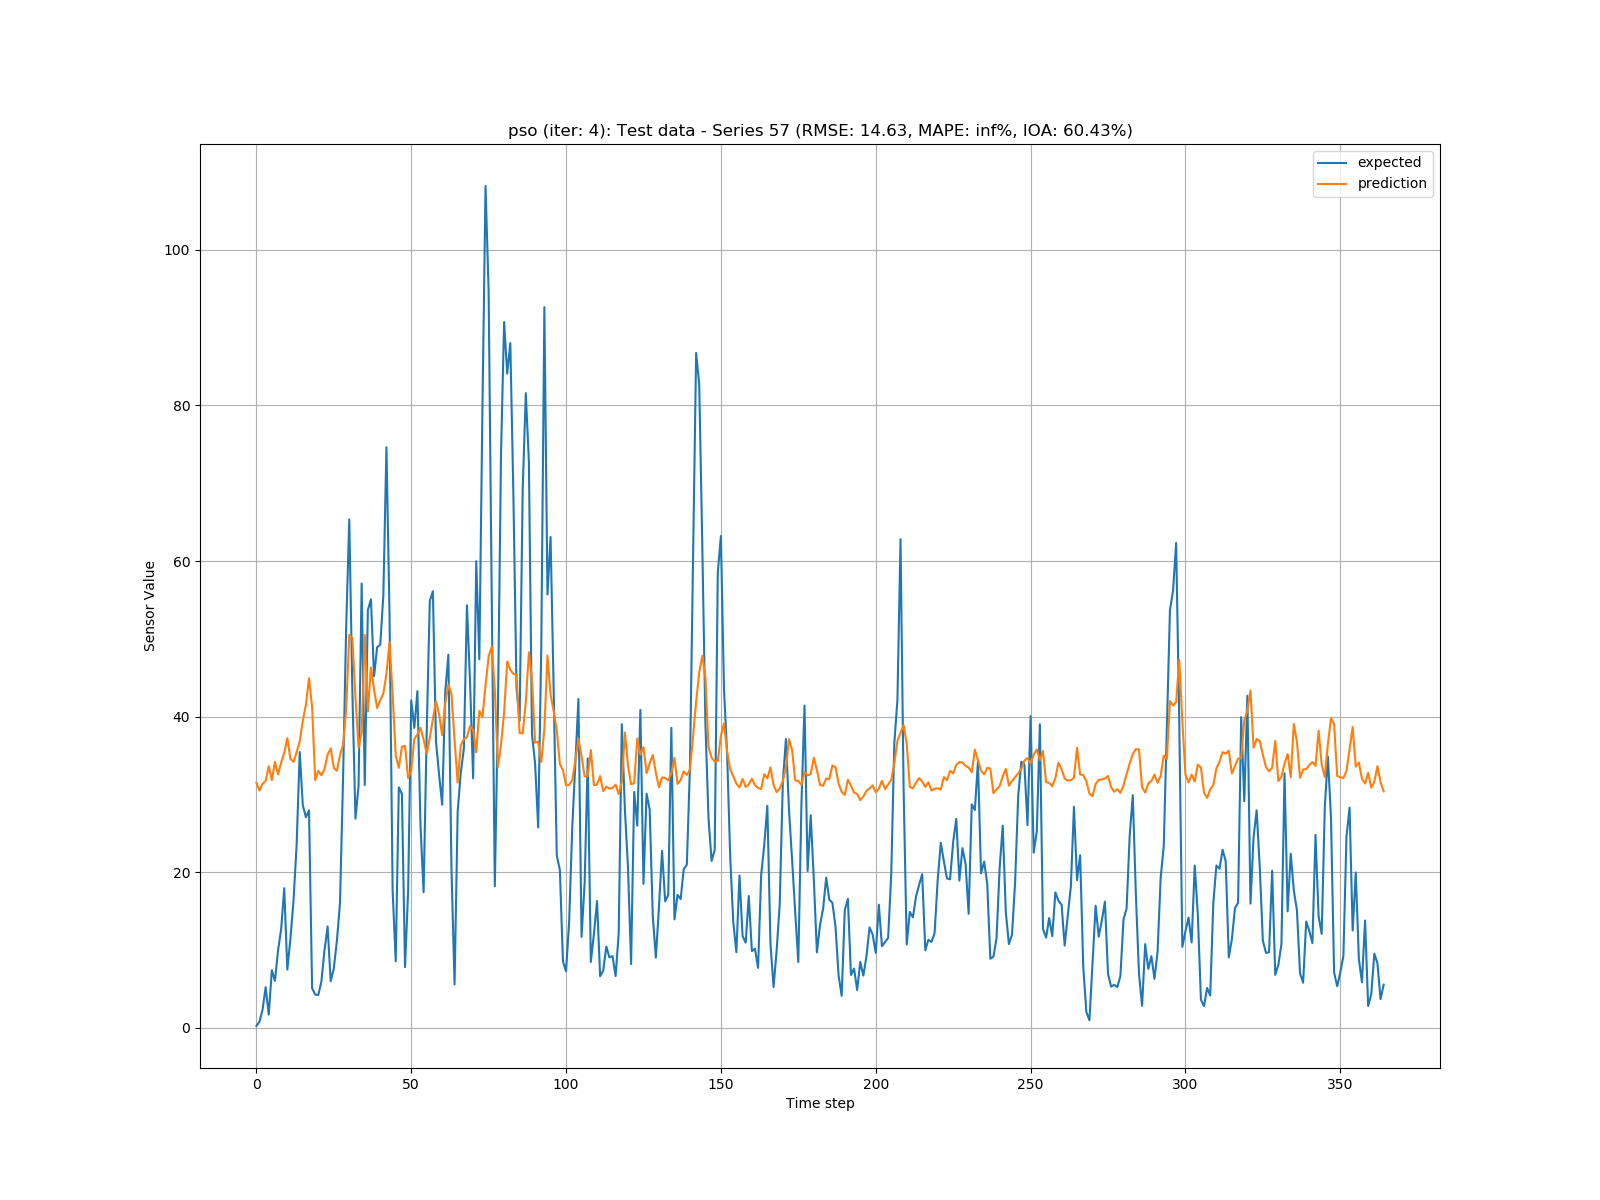 pso (iter: 4): Test data - Series 57 (RMSE: 14.63, MAPE: inf%, IOA: 60.43%)
expected
prediction
100
80
60
40
20
0
Sensor Value
0 50 100 150 200 250 300 350
Time step